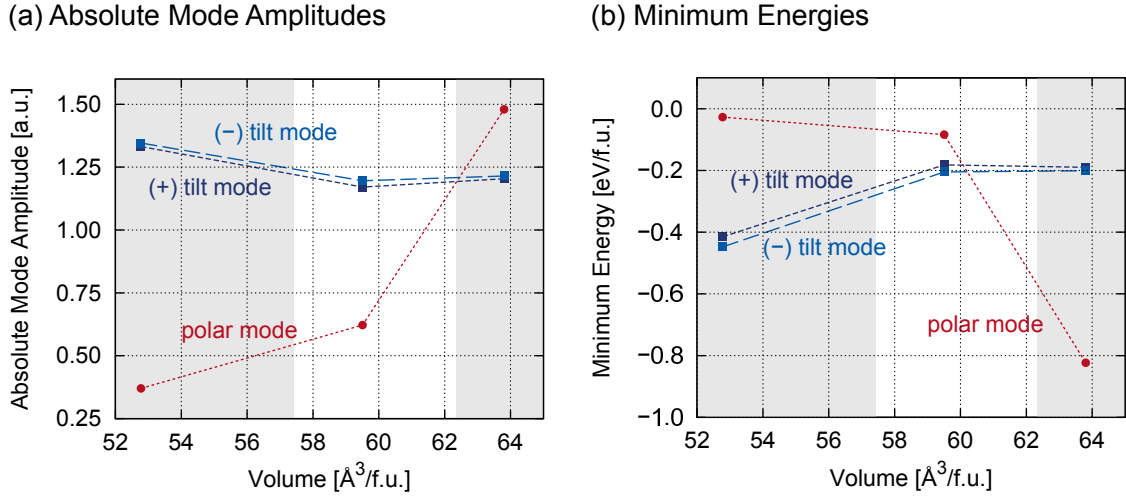 (a) Absolute Mode Amplitudes
Absolute Mode Amplitude [a.u.]
1.50
1.25
1.00
0.75
0.50
0.25
(−) tilt mode
(+) tilt mode
polar mode
52 54 56 58 60 62 64
Volume [Å³/f.u.]
(b) Minimum Energies
Minimum Energy [eV/f.u.]
0.0
−0.2
−0.4
−0.6
−0.8
−1.0
(+) tilt mode
(−) tilt mode
polar mode
52 54 56 58 60 62 64
Volume [Å³/f.u.]